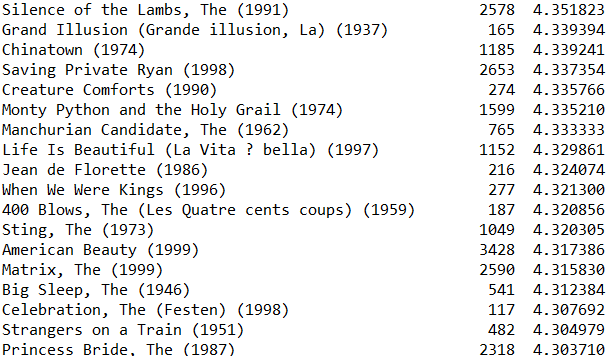 Silence of the Lambs, The (1991) 2578 4.351823
Grand Illusion (Grande illusion, La) (1937) 165 4.339394
Chinatown (1974) 1185 4.339241
Saving Private Ryan (1998) 2653 4.337354
Creature Comforts (1990) 274 4.335766
Monty Python and the Holy Grail (1974) 1599 4.335210
Manchurian Candidate, The (1962) 765 4.333333
Life Is Beautiful (La Vita ? bella) (1997) 1152 4.329861
Jean de Florette (1986) 216 4.324074
When We Were Kings (1996) 277 4.321300
400 Blows, The (Les Quatre cents coups) (1959) 187 4.320856
Sting, The (1973) 1049 4.320305
American Beauty (1999) 3428 4.317386
Matrix, The (1999) 2590 4.315830
Big Sleep, The (1946) 541 4.312384
Celebration, The (Festen) (1998) 117 4.307692
Strangers on a Train (1951) 482 4.304979
Princess Bride, The (1987) 2318 4.303710